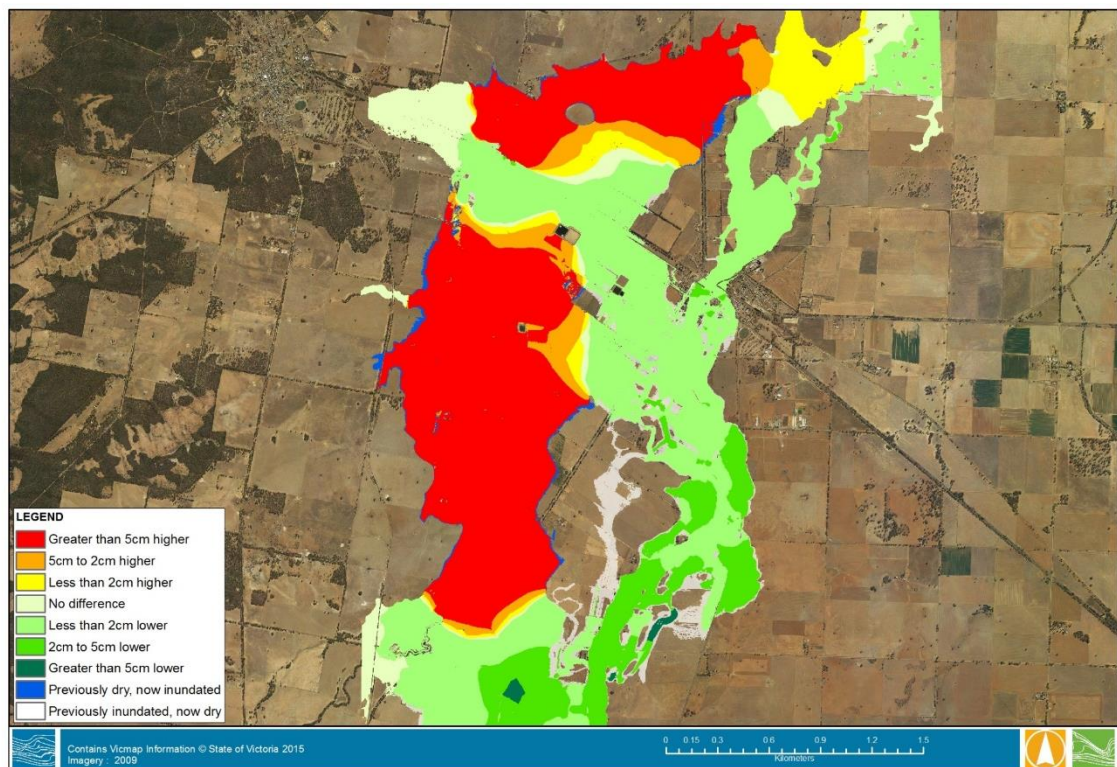 LEGEND
Greater than 5cm higher
5cm to 2cm higher
Less than 2cm higher
No difference
Less than 2cm lower
2cm to 5cm lower
Greater than 5cm lower
Previously dry, now inundated
Previously inundated, now dry
Contains Vicmap Information © State of Victoria 2015
Imagery : 2009
0 0.15 0.3 0.6 0.9 1.2 1.5
Kilometers